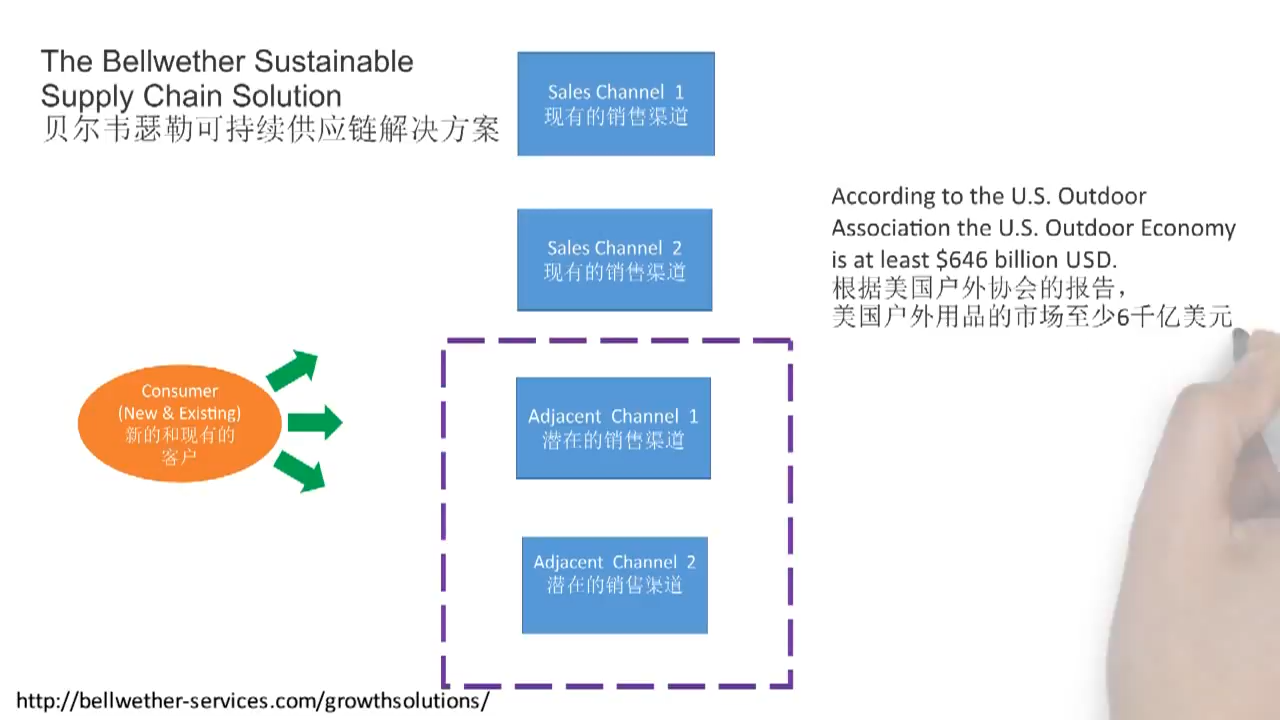 The Bellwether Sustainable
Supply Chain Solution
贝尔韦瑟勒可持续供应链解决方案
Sales Channel 1
现有的销售渠道
Sales Channel 2
现有的销售渠道
According to the U.S. Outdoor
Association the U.S. Outdoor Economy
is at least $646 billion USD.
根据美国户外协会的报告，
美国户外用品的市场至少6千亿美元
Consumer
(New & Existing)
新的和现有的
客户
Adjacent Channel 1
潜在的销售渠道
Adjacent Channel 2
潜在的销售渠道
http://bellwether-services.com/growthsolutions/